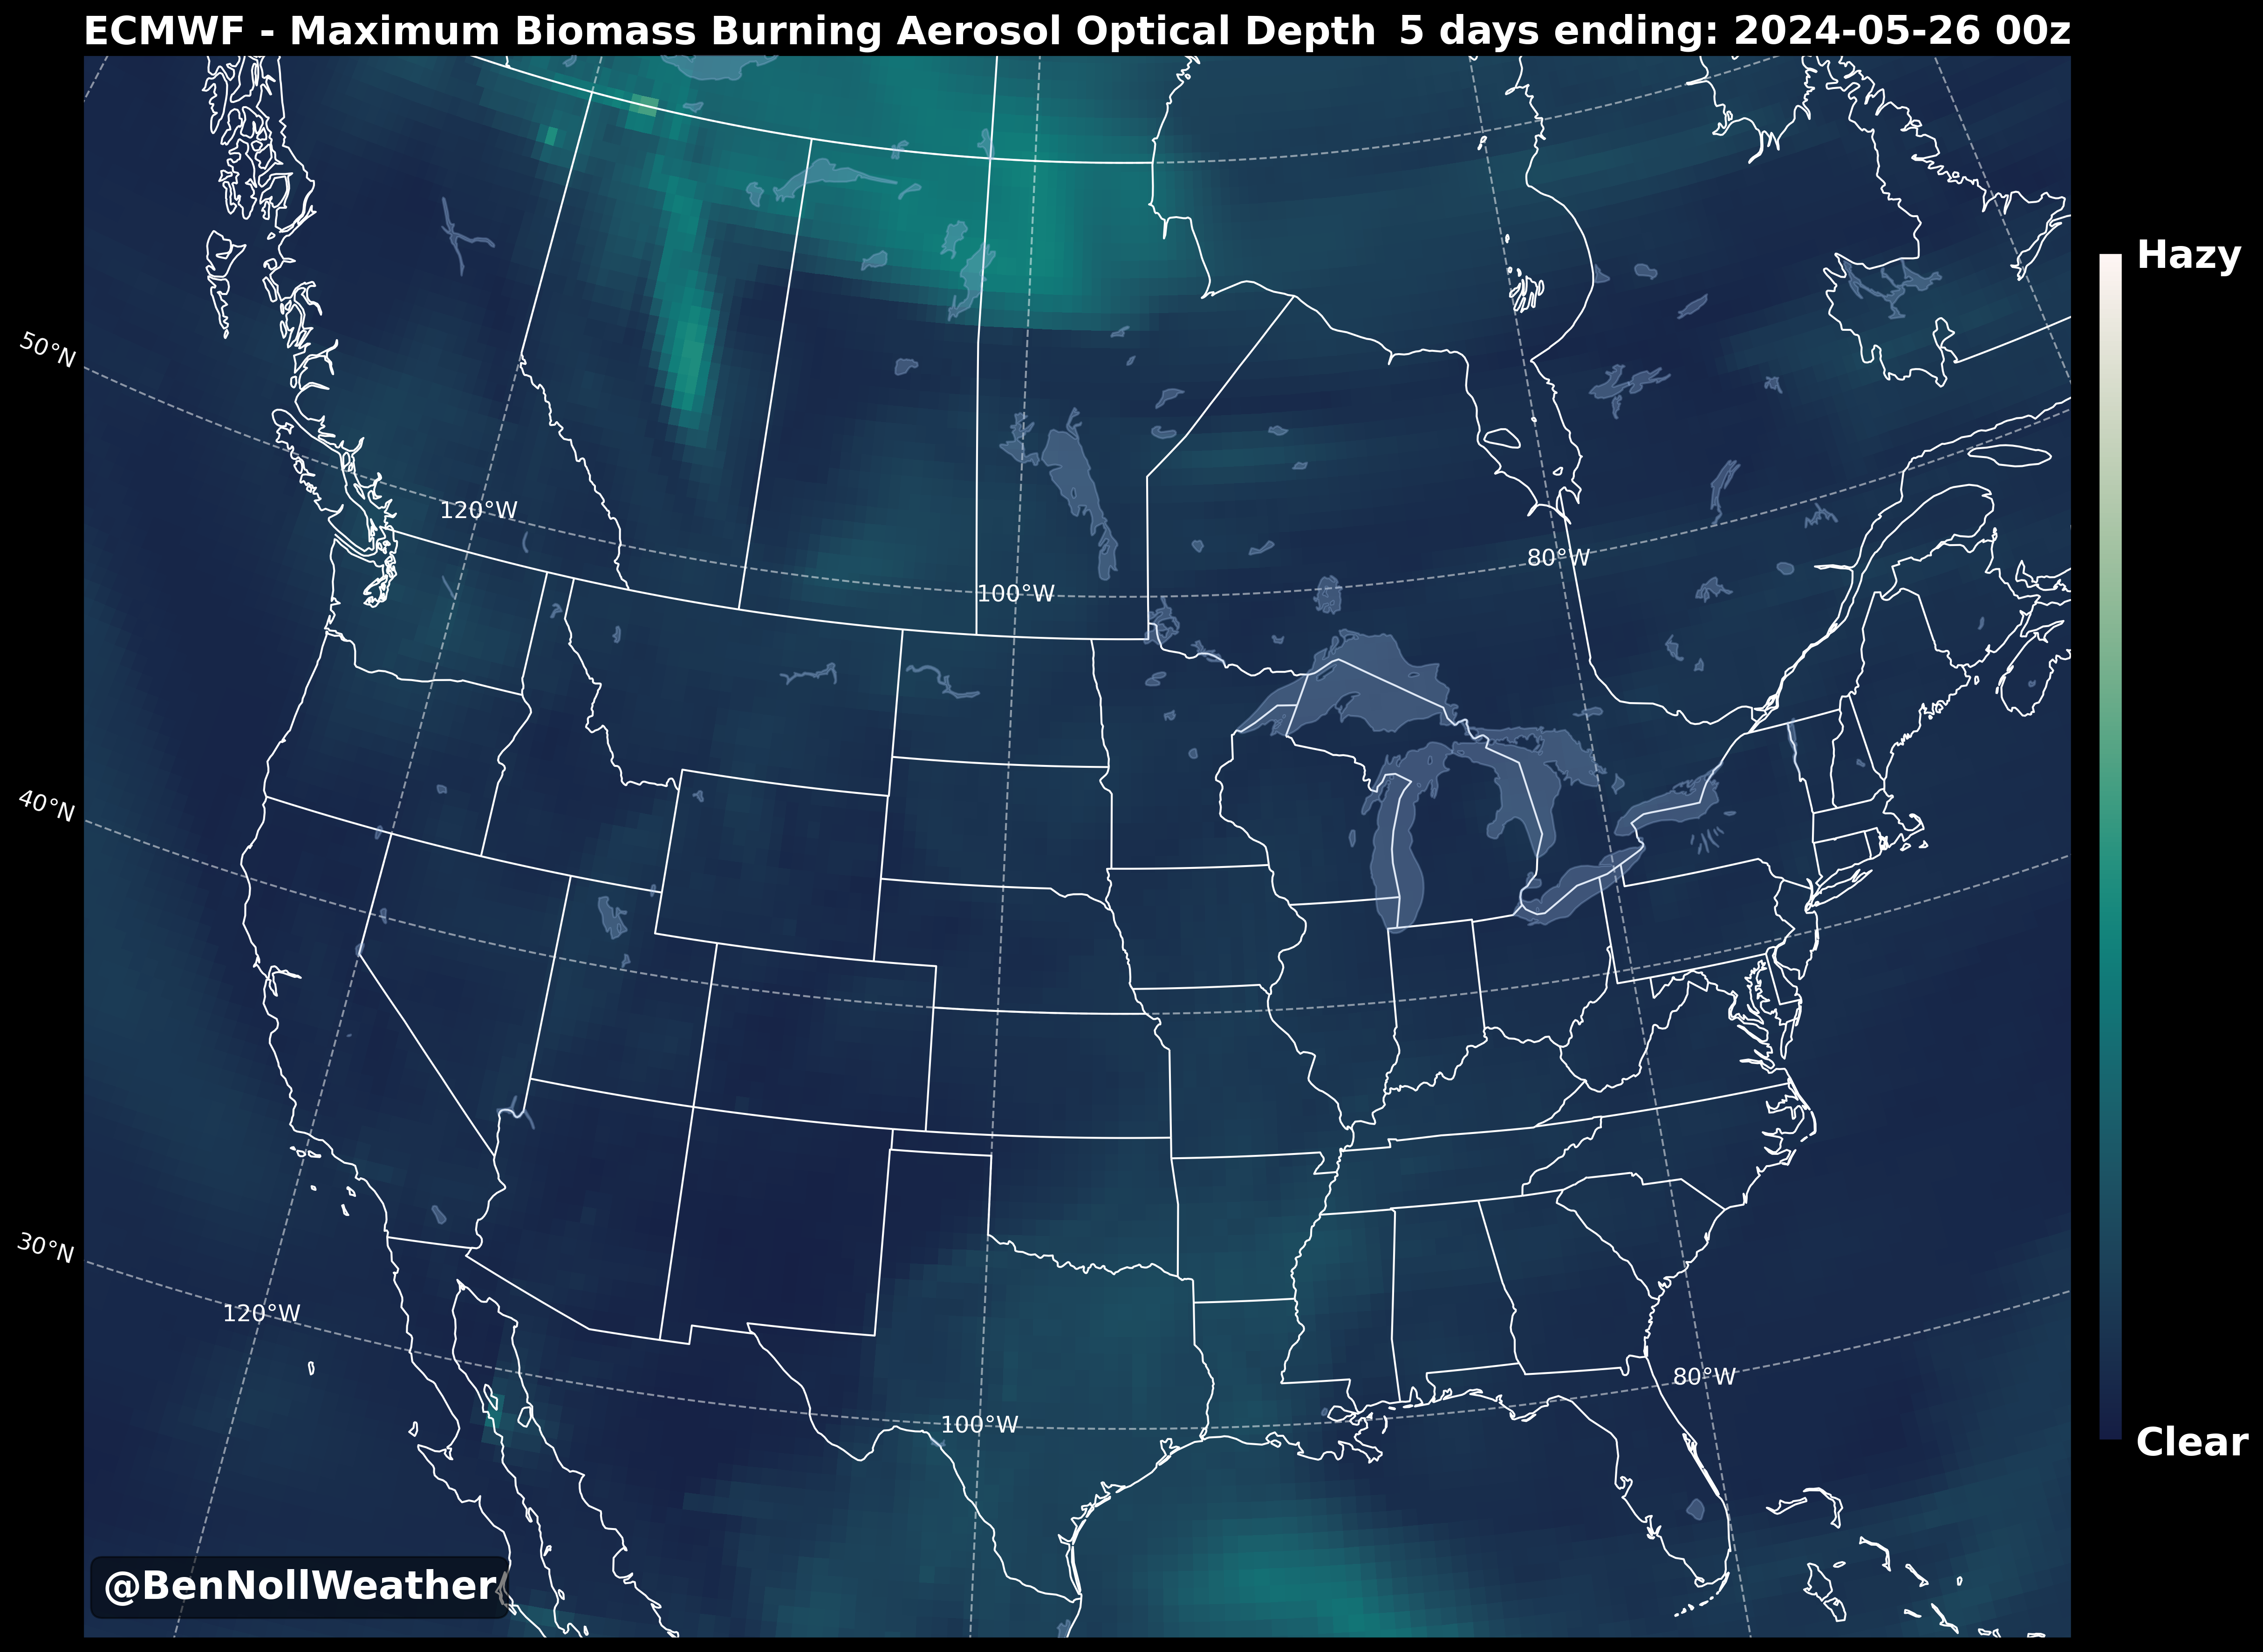 ECMWF - Maximum Biomass Burning Aerosol Optical Depth 5 days ending: 2024-05-26 00z
Hazy
50°N
120°W
80°W
100°W
40°N
30°N
120°W
80°W
100°W
Clear
@BenNollWeather